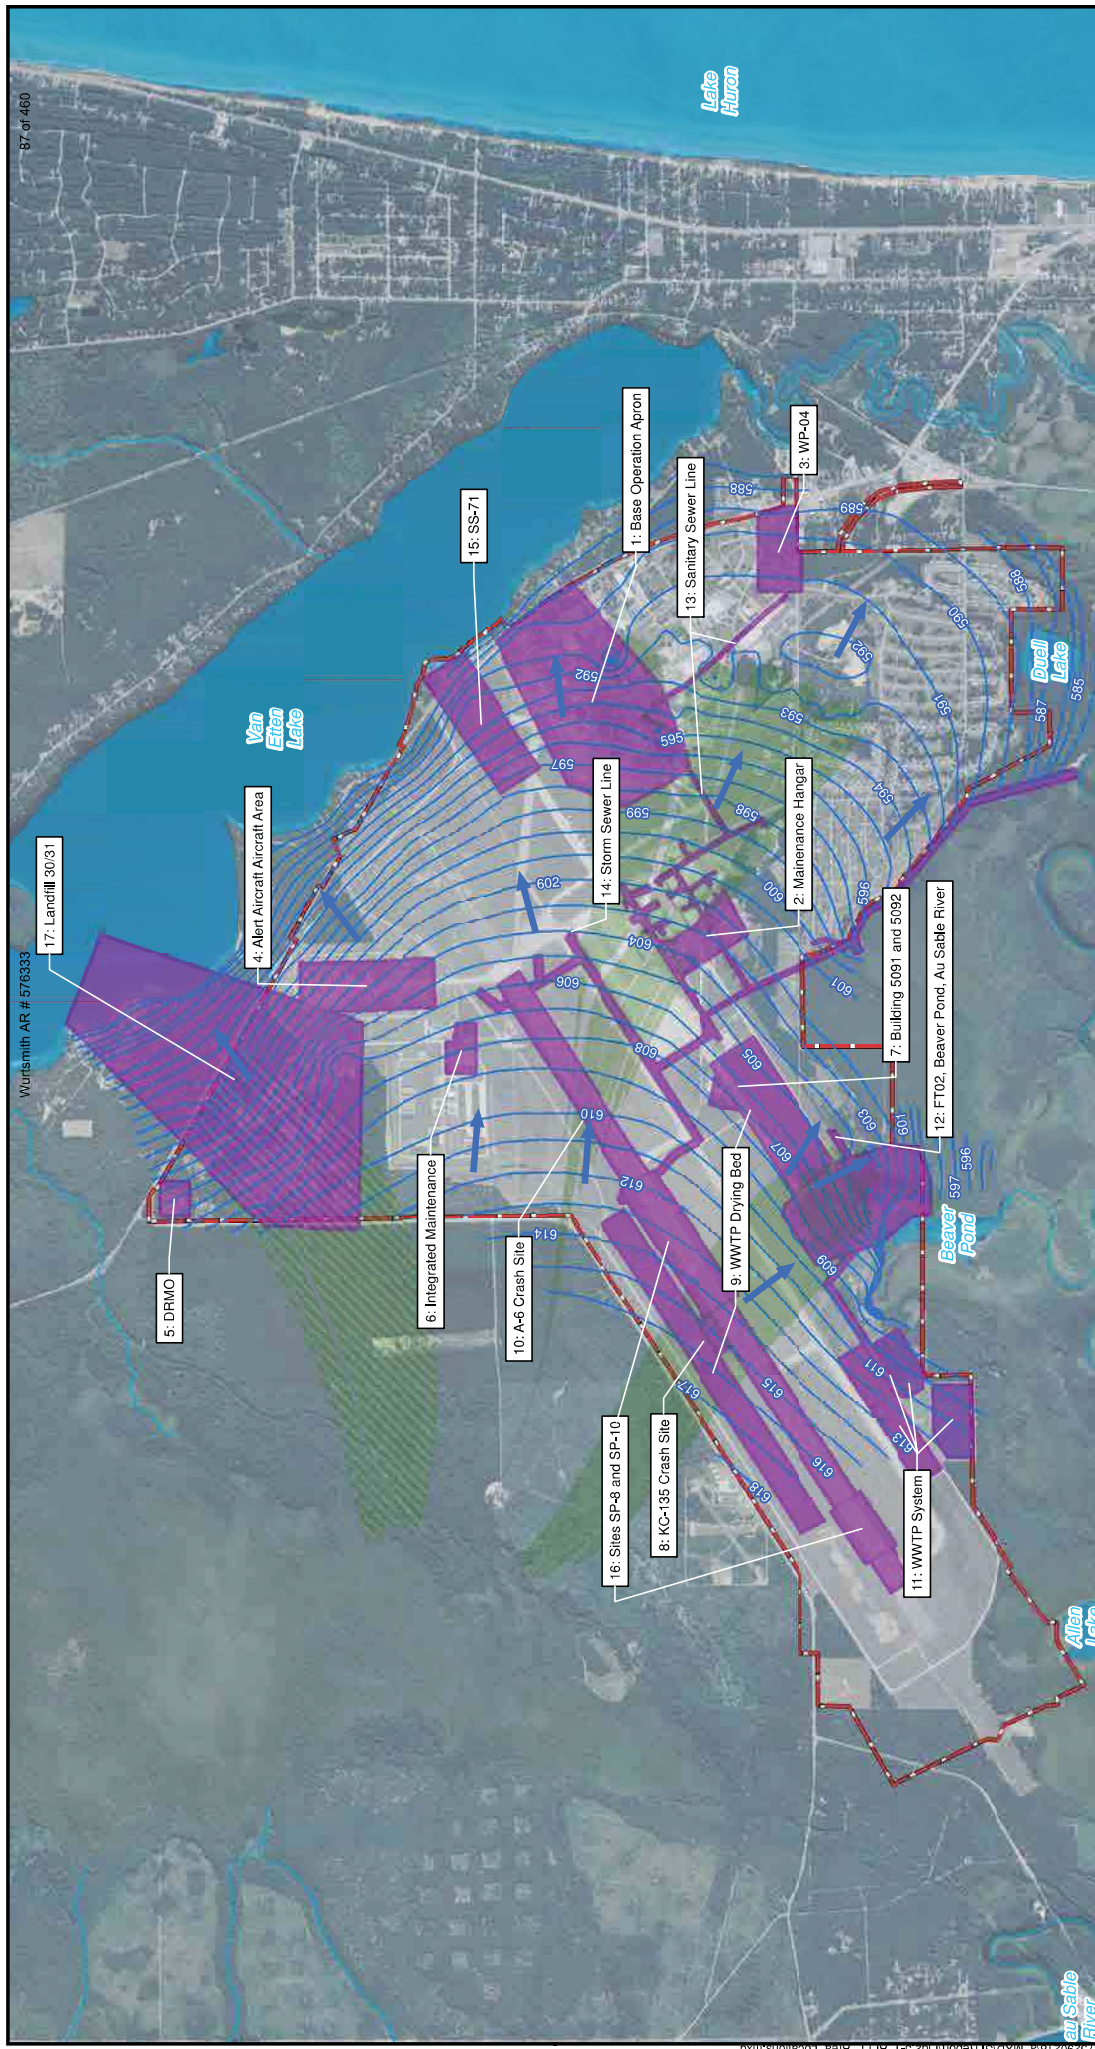 87 of 460
Wurtsmith AR # 576333
Lake
Huron
Van
Etten
Lake
17: Landfill 30/31
4: Alert Aircraft Aircraft Area
15: SS-71
1: Base Operation Apron
13: Sanitary Sewer Line
3: WP-04
14: Storm Sewer Line
2: Mainenance Hangar
7: Building 5091 and 5092
12: FT02, Beaver Pond, Au Sable River
5: DRMO
6: Integrated Maintenance
10: A-6 Crash Site
9: WWTP Drying Bed
16: Sites SP-8 and SP-10
8: KC-135 Crash Site
11: WWTP System
Duell
Lake
Beaver
Pond
Allen
Lake
au Sable
River
588
589
588
590
592
592
591
585
587
593
595
597
594
598
599
596
600
602
604
601
606
605
608
603
601
607
610
596
597
612
609
614
611
615
617
613
616
618